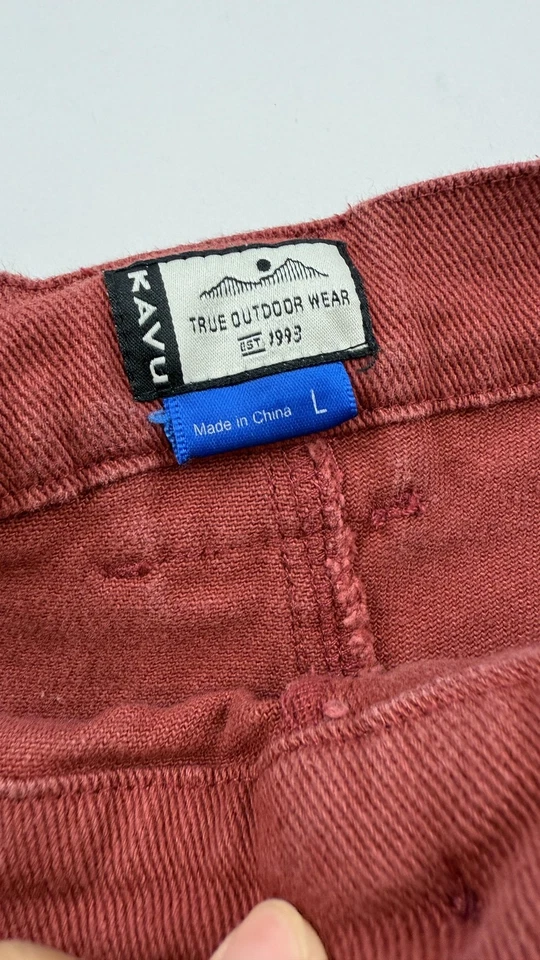 KAVU
TRUE OUTDOOR WEAR
EST. 1993
Made in China L